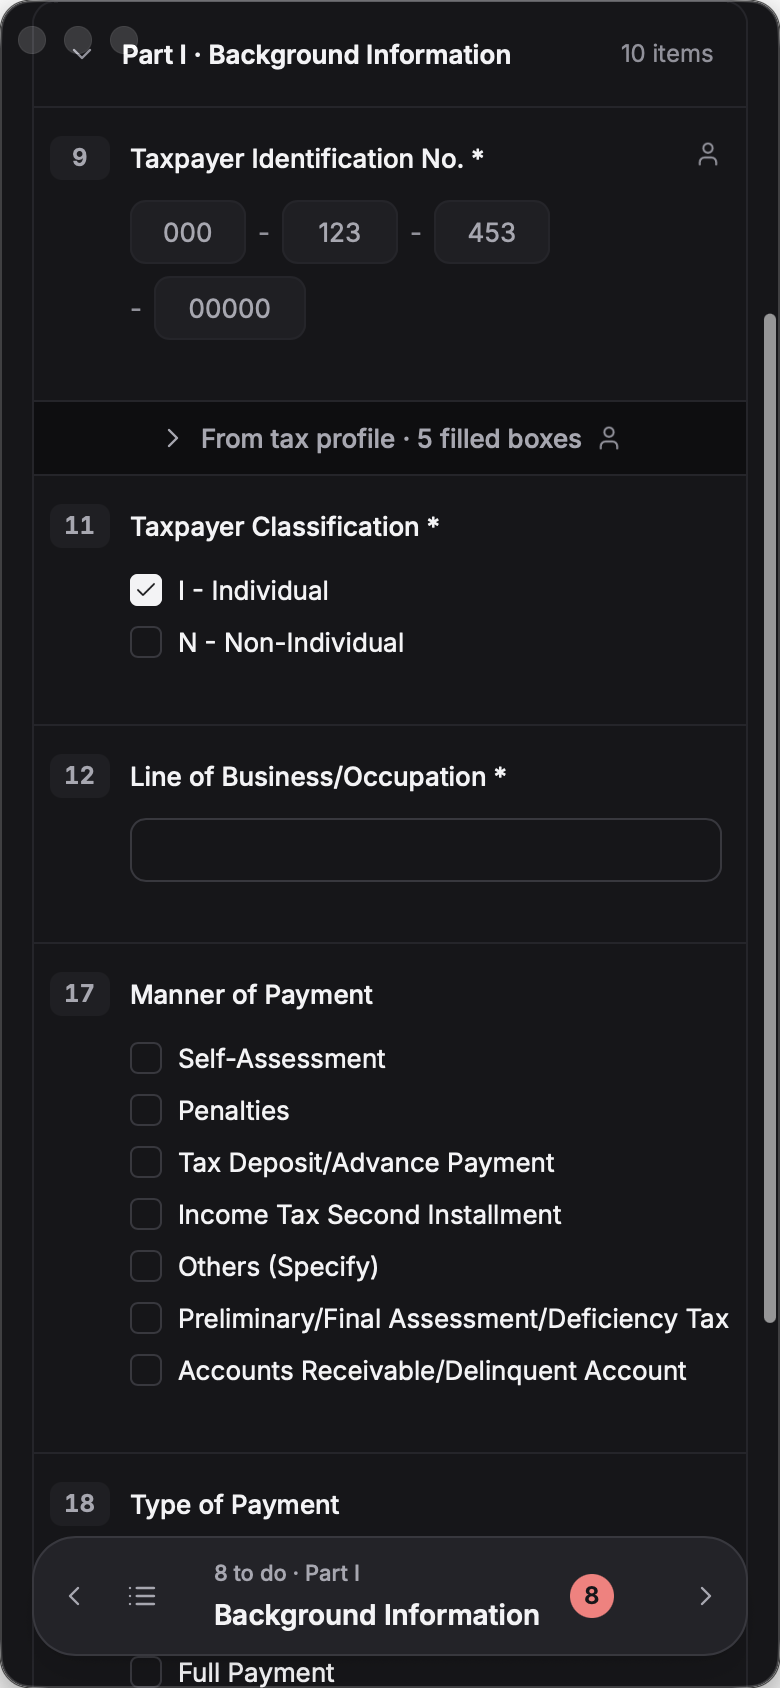 Part I · Background Information 10 items
9 Taxpayer Identification No. *
000 - 123 - 453
- 00000
From tax profile · 5 filled boxes
11 Taxpayer Classification *
I - Individual
N - Non-Individual
12 Line of Business/Occupation *
17 Manner of Payment
Self-Assessment
Penalties
Tax Deposit/Advance Payment
Income Tax Second Installment
Others (Specify)
Preliminary/Final Assessment/Deficiency Tax
Accounts Receivable/Delinquent Account
18 Type of Payment
8 to do · Part I
Background Information 8
Full Payment